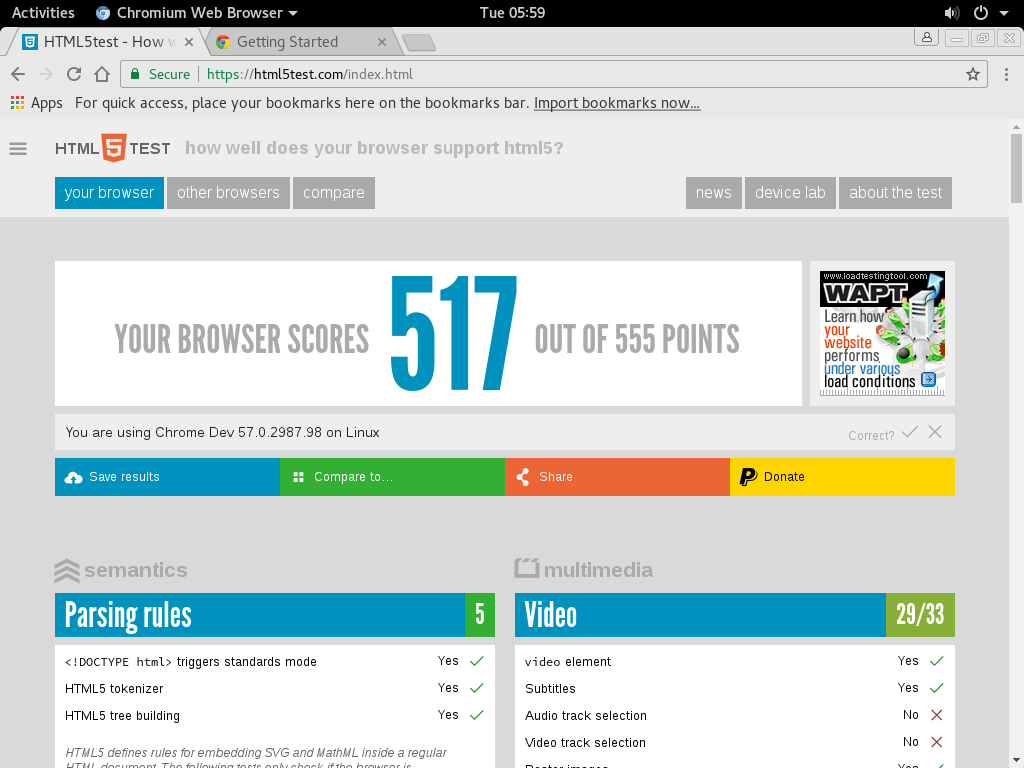 Activities Chromium Web Browser Tue 05:59
HTML5test - How w Getting Started
Secure https://html5test.com/index.html
Apps For quick access, place your bookmarks here on the bookmarks bar. Import bookmarks now...
HTML 5 TEST how well does your browser support html5?
your browser other browsers compare news device lab about the test
YOUR BROWSER SCORES 517 OUT OF 555 POINTS
www.loadtestingtool.com
WAPT
Learn how
your
website
performs
under various
load conditions
You are using Chrome Dev 57.0.2987.98 on Linux Correct?
Save results Compare to... Share Donate
semantics
Parsing rules 5
<!DOCTYPE html> triggers standards mode Yes
HTML5 tokenizer Yes
HTML5 tree building Yes
HTML5 defines rules for embedding SVG and MathML inside a regular
HTML document. The following tests only check if the browser is
multimedia
Video 29/33
video element Yes
Subtitles Yes
Audio track selection No
Video track selection No
Poster images Yes